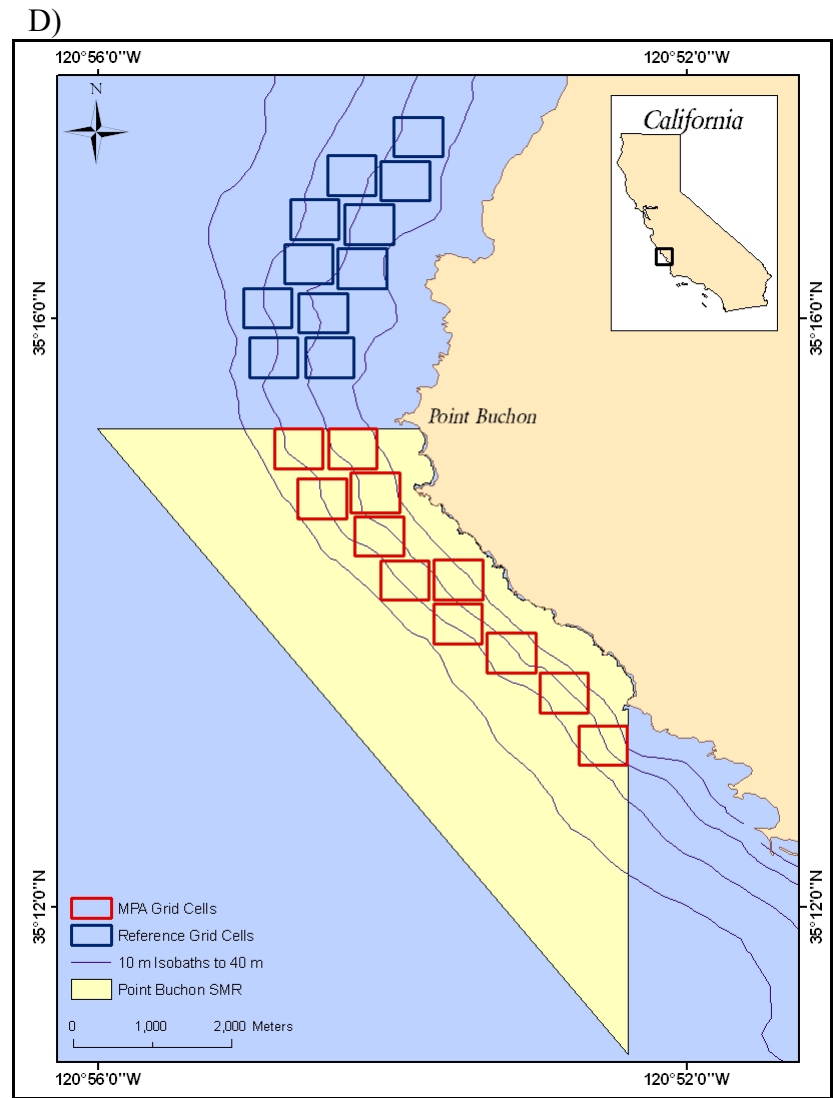 D)
120°56'0"W
120°52'0"W
N
California
35°16'0"N
35°16'0"N
Point Buchon
35°12'0"N
35°12'0"N
MPA Grid Cells
Reference Grid Cells
10 m Isobaths to 40 m
Point Buchon SMR
0 1,000 2,000 Meters
120°56'0"W
120°52'0"W